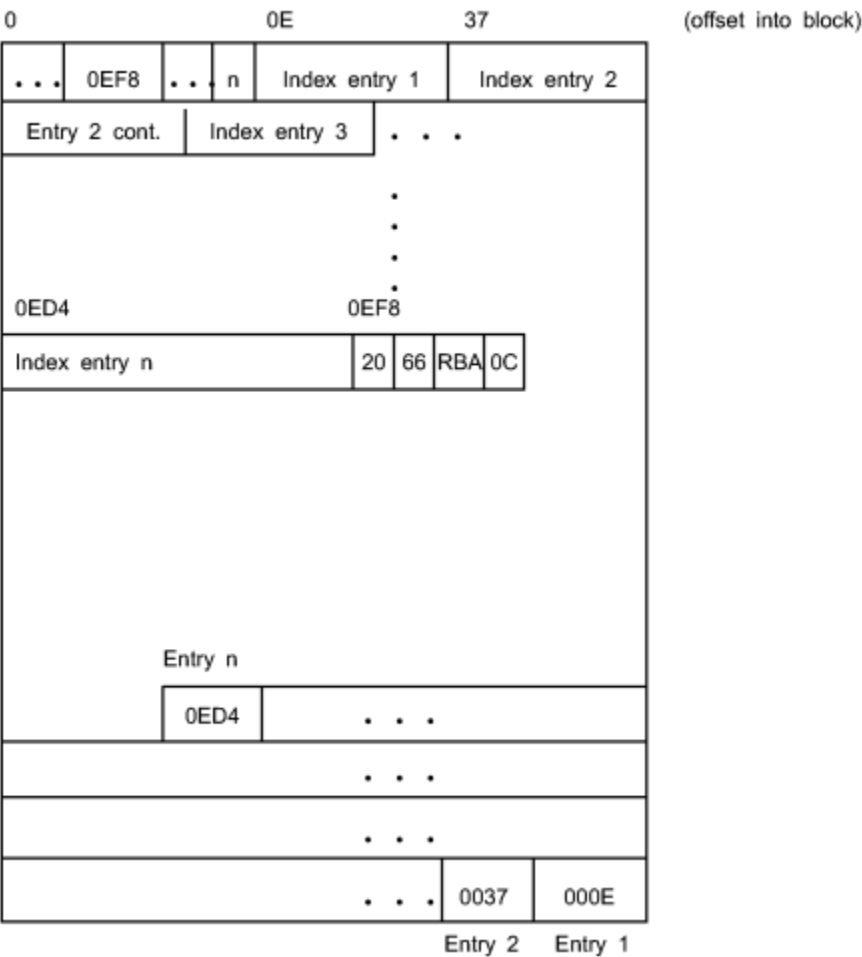 0 0E 37 (offset into block)
. . . 0EF8 . . . n Index entry 1 Index entry 2
Entry 2 cont. Index entry 3 . . .
.
.
.
.
0ED4 0EF8
Index entry n 20 66 RBA 0C
Entry n
0ED4 . . .
. . .
. . .
. . . 0037 000E
Entry 2 Entry 1